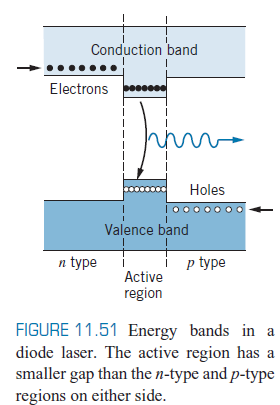 Conduction band
Electrons
Holes
Valence band
n type
p type
Active
region
FIGURE 11.51 Energy bands in a
diode laser. The active region has a
smaller gap than the n-type and p-type
regions on either side.